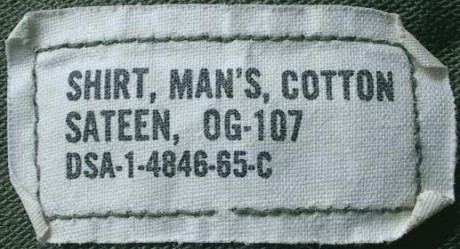 SHIRT, MAN'S, COTTON
SATEEN, OG-107
DSA-1-4846-65-C